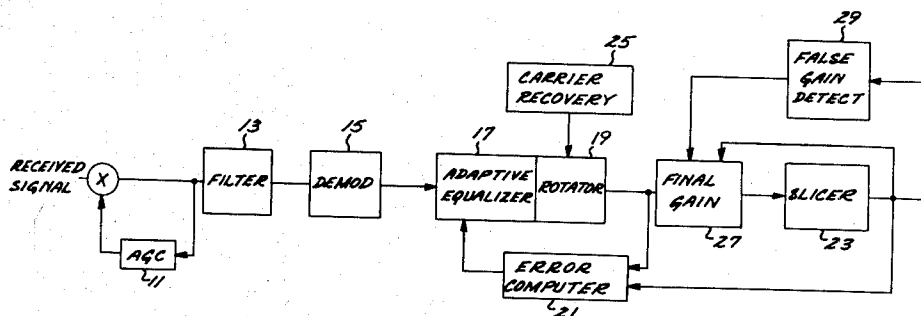 29
FALSE
GAIN
DETECT
25
CARRIER
RECOVERY
13
15
17
19
RECEIVED
SIGNAL
X
FILTER
DEMOD
ADAPTIVE
EQUALIZER
ROTATOR
FINAL
GAIN
SLICER
27
23
AGC
11
ERROR
COMPUTER
21